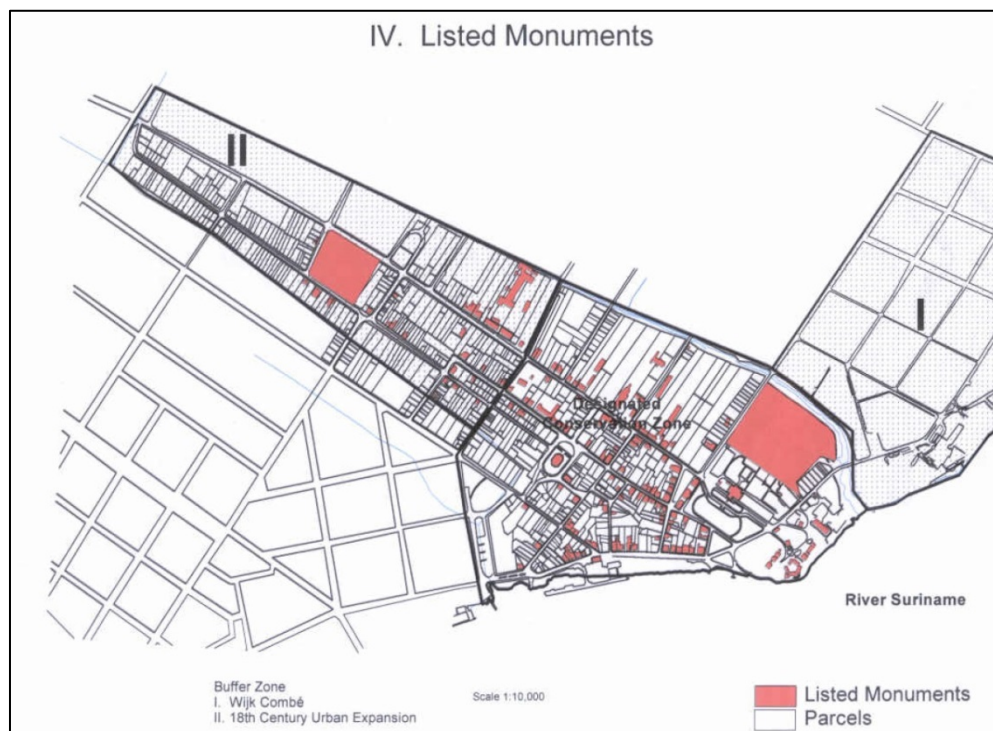 IV. Listed Monuments
II
I
Designated
Conservation Zone
River Suriname
Buffer Zone
I. Wijk Combé
II. 18th Century Urban Expansion
Scale 1:10,000
Listed Monuments
Parcels